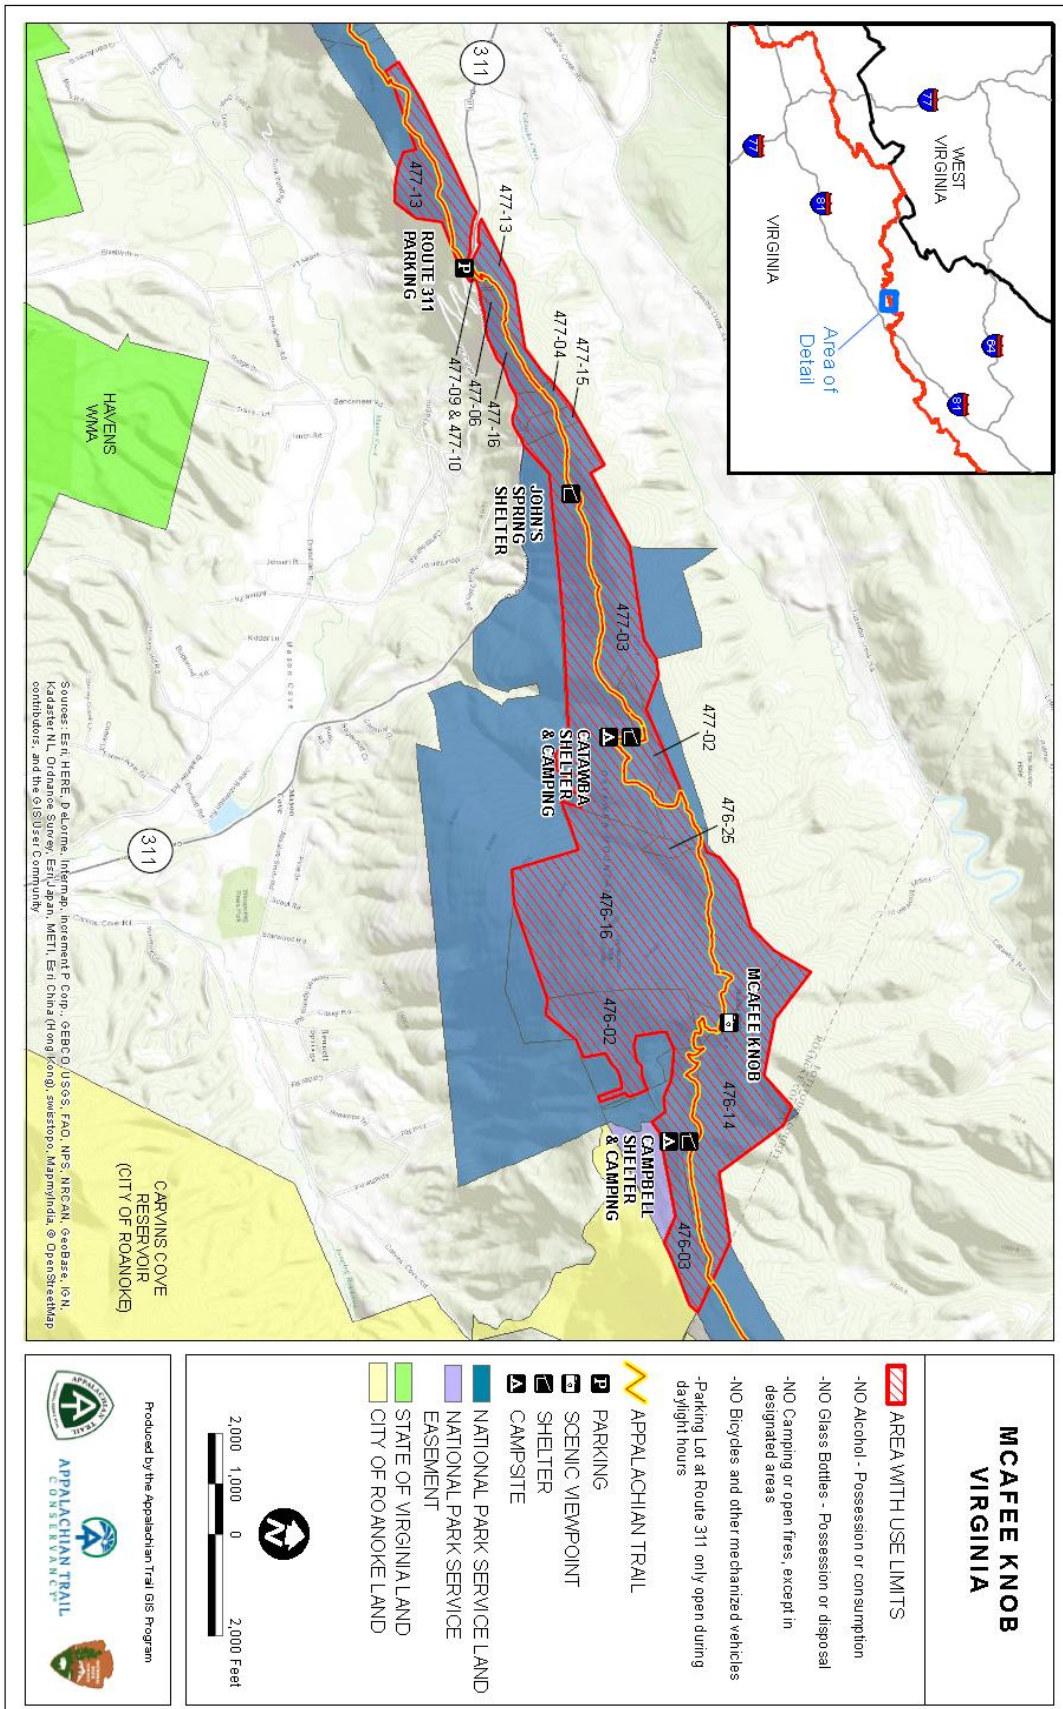 MCAFEE KNOB
VIRGINIA
AREA WITH USE LIMITS
-NO Alcohol - Possession or consumption
-NO Glass Bottles - Possession or disposal
-NO Camping or open fires, except in
designated areas
-NO Bicycles and other mechanized vehicles
-Parking Lot at Route 311 only open during
daylight hours
APPALACHIAN TRAIL
PARKING
SCENIC VIEWPOINT
SHELTER
CAMPSITE
NATIONAL PARK SERVICE LAND
NATIONAL PARK SERVICE
EASEMENT
STATE OF VIRGINIA LAND
CITY OF ROANOKE LAND
N
2,000 1,000 0 2,000 Feet
Produced by the Appalachian Trail GIS Program
APPALACHIAN TRAIL
APPALACHIAN TRAIL
CONSERVANCY
WEST
VIRGINIA
VIRGINIA
77
77
81
64
81
Area of
Detail
311
477-13
477-13
ROUTE 311
PARKING
P
477-04
477-15
477-16
477-06
477-09 & 477-10
JOHN'S
SPRING
SHELTER
477-03
477-02
CATAWBA
SHELTER
& CAMPING
476-25
476-16
476-02
MCAFEE KNOB
476-14
CAMPBELL
SHELTER
& CAMPING
476-03
HAVENS
WMA
311
Mason Cove
CARVINS COVE
RESERVOIR
(CITY OF ROANOKE)
Sources: Esri, HERE, DeLorme, Intermap, increment P Corp., GEBCO, USGS, FAO, NPS, NRCAN, GeoBase, IGN,
Kadaster NL, Ordnance Survey, Esri Japan, METI, Esri China (Hong Kong), swisstopo, MapmyIndia, © OpenStreetMap
contributors, and the GIS User Community